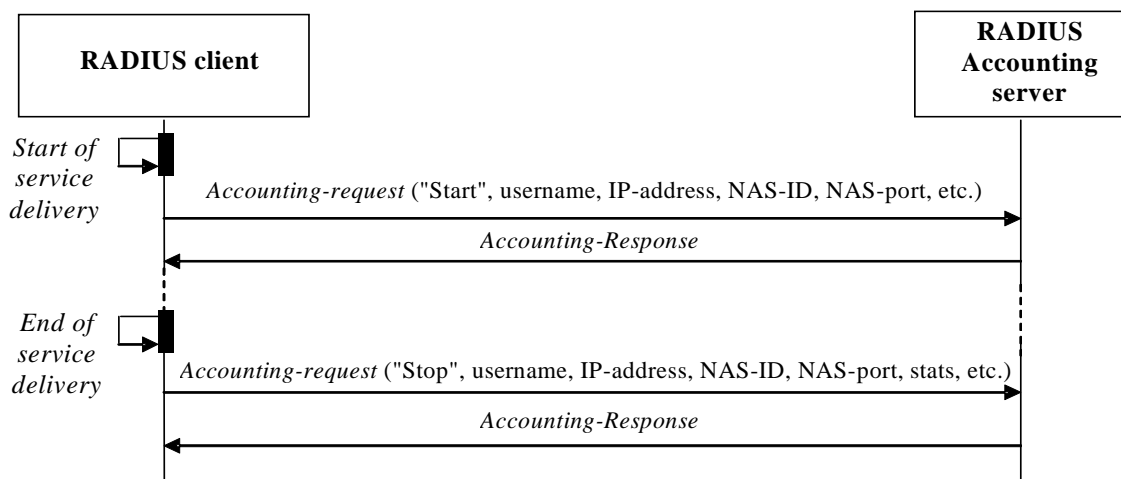 RADIUS client
RADIUS
Accounting
server
Start of
service
delivery
Accounting-request ("Start", username, IP-address, NAS-ID, NAS-port, etc.)
Accounting-Response
End of
service
delivery
Accounting-request ("Stop", username, IP-address, NAS-ID, NAS-port, stats, etc.)
Accounting-Response